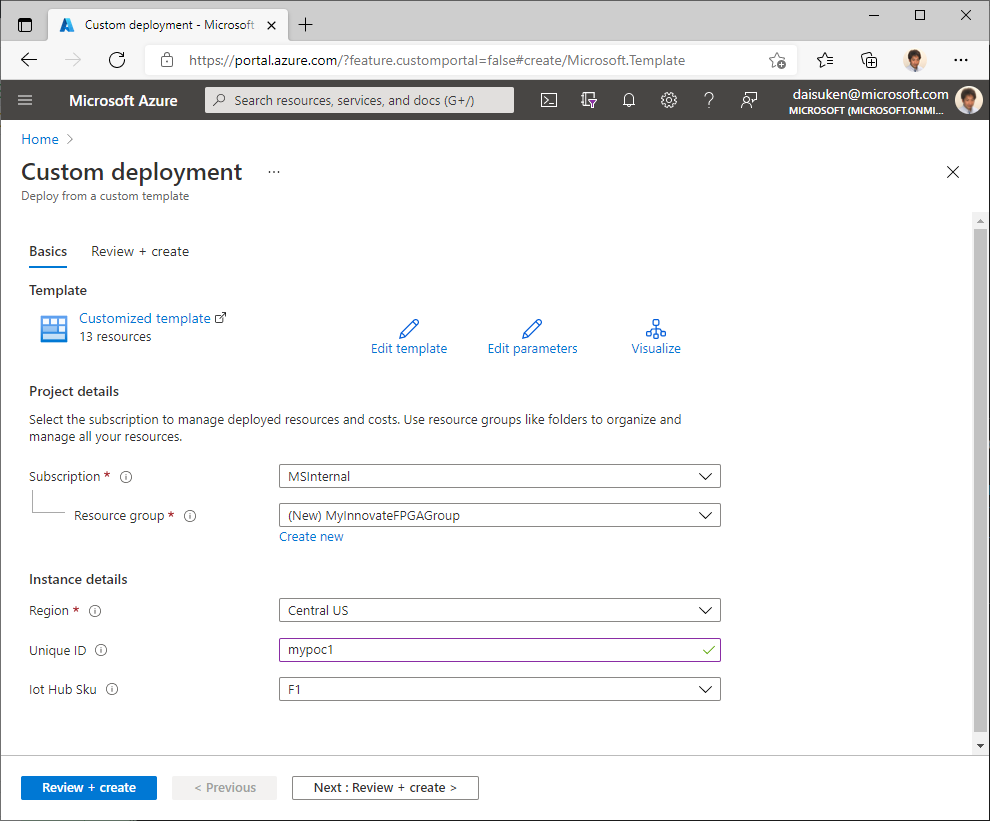 Custom deployment - Microsoft
https://portal.azure.com/?feature.customportal=false#create/Microsoft.Template
Microsoft Azure
Search resources, services, and docs (G+/)
daisuken@microsoft.com
MICROSOFT (MICROSOFT.ONMI...
Home >
Custom deployment ...
Deploy from a custom template
Basics
Review + create
Template
Customized template
13 resources
Edit template
Edit parameters
Visualize
Project details
Select the subscription to manage deployed resources and costs. Use resource groups like folders to organize and
manage all your resources.
Subscription *
MSInternal
Resource group *
(New) MyInnovateFPGAGroup
Create new
Instance details
Region *
Central US
Unique ID
mypoc1
Iot Hub Sku
F1
Review + create
< Previous
Next : Review + create >